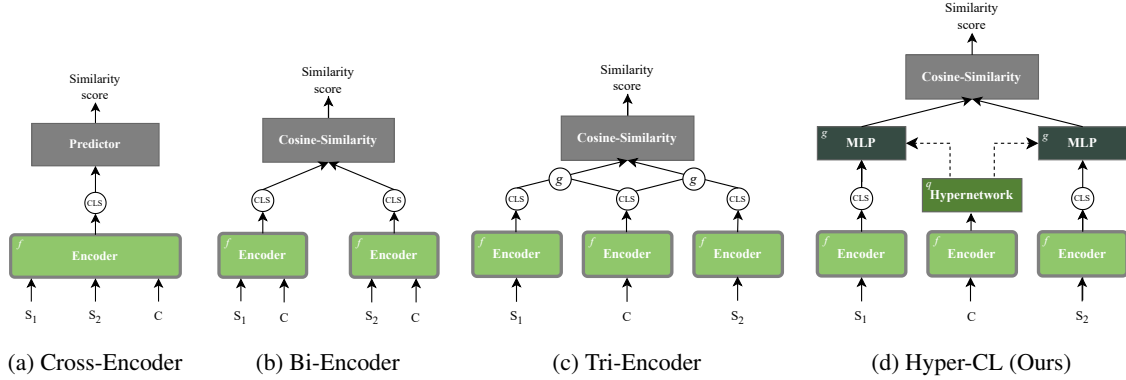 Similarity
score
Predictor
CLS
f
Encoder
S1
S2
C
(a) Cross-Encoder
Similarity
score
Cosine-Similarity
CLS
CLS
f
Encoder
f
Encoder
S1
C
S2
C
(b) Bi-Encoder
Similarity
score
Cosine-Similarity
g
g
CLS
CLS
CLS
f
Encoder
f
Encoder
f
Encoder
S1
C
S2
(c) Tri-Encoder
Similarity
score
Cosine-Similarity
g
MLP
g
MLP
CLS
q
Hypernetwork
CLS
f
Encoder
f
Encoder
f
Encoder
S1
C
S2
(d) Hyper-CL (Ours)